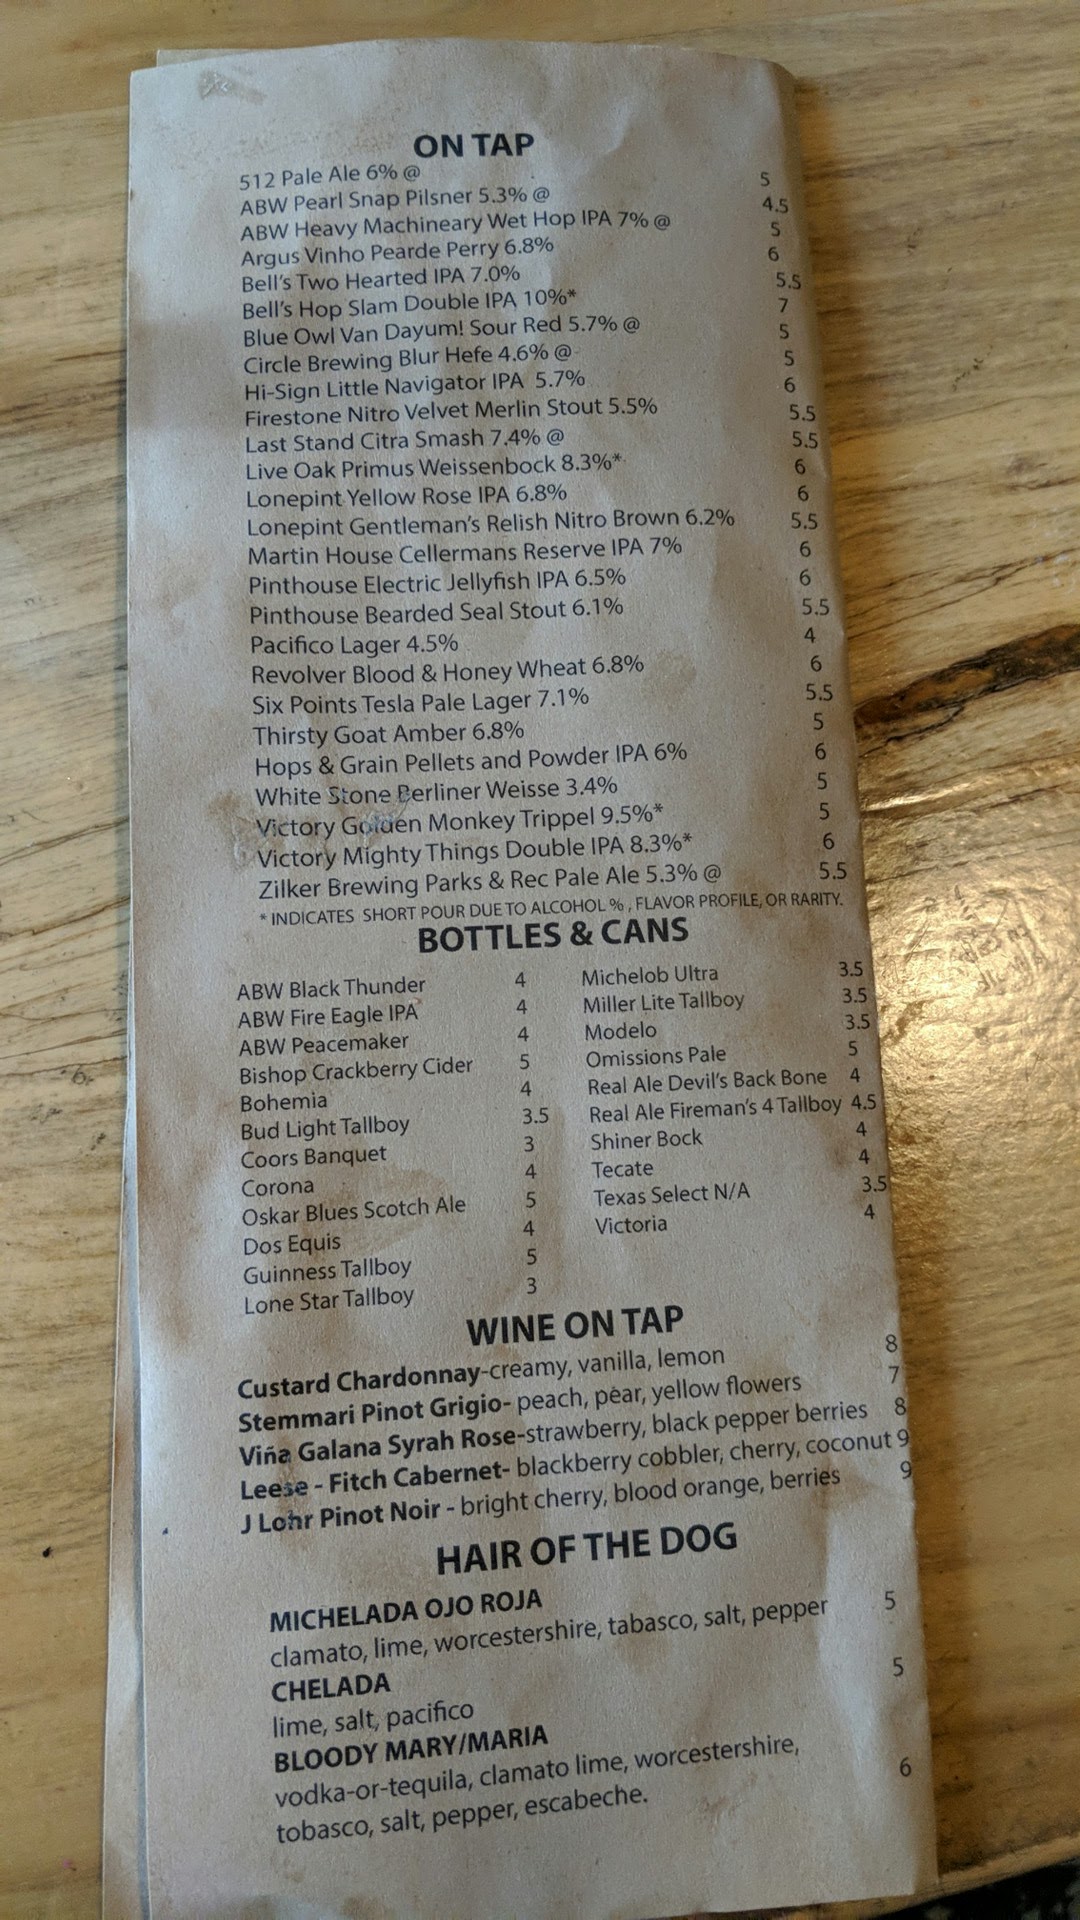 ON TAP
512 Pale Ale 6% @ 5
ABW Pearl Snap Pilsner 5.3% @ 4.5
ABW Heavy Machineary Wet Hop IPA 7% @ 5
Argus Vinho Pearde Perry 6.8% 6
Bell's Two Hearted IPA 7.0% 5.5
Bell's Hop Slam Double IPA 10%* 7
Blue Owl Van Dayum! Sour Red 5.7% @ 5
Circle Brewing Blur Hefe 4.6% @ 5
Hi-Sign Little Navigator IPA 5.7% 6
Firestone Nitro Velvet Merlin Stout 5.5% 5.5
Last Stand Citra Smash 7.4% @ 5.5
Live Oak Primus Weissenbock 8.3%* 6
Lonepint Yellow Rose IPA 6.8% 6
Lonepint Gentleman's Relish Nitro Brown 6.2% 5.5
Martin House Cellermans Reserve IPA 7% 6
Pinthouse Electric Jellyfish IPA 6.5% 6
Pinthouse Bearded Seal Stout 6.1% 5.5
Pacifico Lager 4.5% 4
Revolver Blood & Honey Wheat 6.8% 6
Six Points Tesla Pale Lager 7.1% 5.5
Thirsty Goat Amber 6.8% 5
Hops & Grain Pellets and Powder IPA 6% 6
White Stone Berliner Weisse 3.4% 5
Victory Golden Monkey Trippel 9.5%* 5
Victory Mighty Things Double IPA 8.3%* 6
Zilker Brewing Parks & Rec Pale Ale 5.3% @ 5.5
* INDICATES SHORT POUR DUE TO ALCOHOL % , FLAVOR PROFILE, OR RARITY.
BOTTLES & CANS
ABW Black Thunder 4
ABW Fire Eagle IPA 4
ABW Peacemaker 4
Bishop Crackberry Cider 5
Bohemia 4
Bud Light Tallboy 3.5
Coors Banquet 3
Corona 4
Oskar Blues Scotch Ale 5
Dos Equis 4
Guinness Tallboy 5
Lone Star Tallboy 3
Michelob Ultra 3.5
Miller Lite Tallboy 3.5
Modelo 3.5
Omissions Pale 5
Real Ale Devil's Back Bone 4
Real Ale Fireman's 4 Tallboy 4.5
Shiner Bock 4
Tecate 4
Texas Select N/A 3.5
Victoria 4
WINE ON TAP
Custard Chardonnay-creamy, vanilla, lemon 8
Stemmari Pinot Grigio- peach, pear, yellow flowers 7
Viña Galana Syrah Rose-strawberry, black pepper berries 8
Leese - Fitch Cabernet- blackberry cobbler, cherry, coconut 9
J Lohr Pinot Noir - bright cherry, blood orange, berries 9
HAIR OF THE DOG
MICHELADA OJO ROJA
clamato, lime, worcestershire, tabasco, salt, pepper 5
CHELADA 5
lime, salt, pacifico
BLOODY MARY/MARIA
vodka-or-tequila, clamato lime, worcestershire, 6
tobasco, salt, pepper, escabeche.